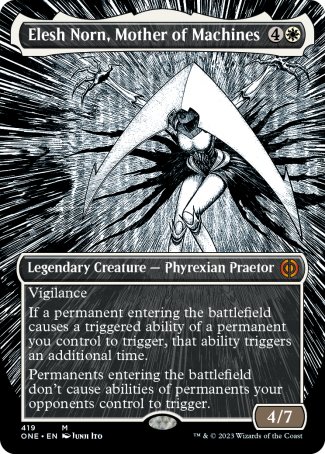 Elesh Norn, Mother of Machines 4
Legendary Creature — Phyrexian Praetor
Vigilance
If a permanent entering the battlefield
causes a triggered ability of a permanent
you control to trigger, that ability triggers
an additional time.
Permanents entering the battlefield
don't cause abilities of permanents your
opponents control to trigger.
4/7
419 M
ONE • EN Junji Ito
™ & © 2023 Wizards of the Coast